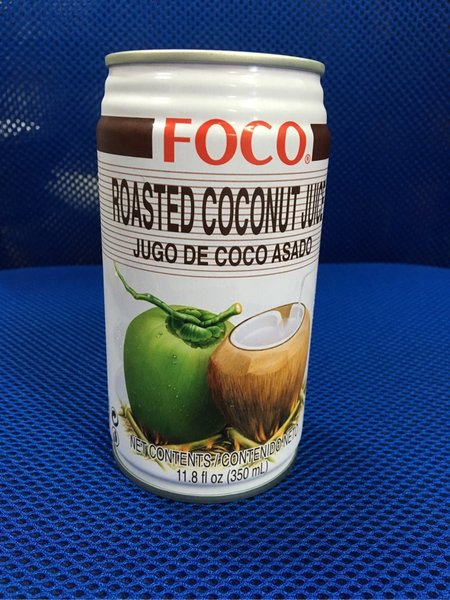 FOCO®
ROASTED COCONUT JUICE
JUGO DE COCO ASADO
NET CONTENTS / CONTENIDO NETO
11.8 fl oz (350 mL)